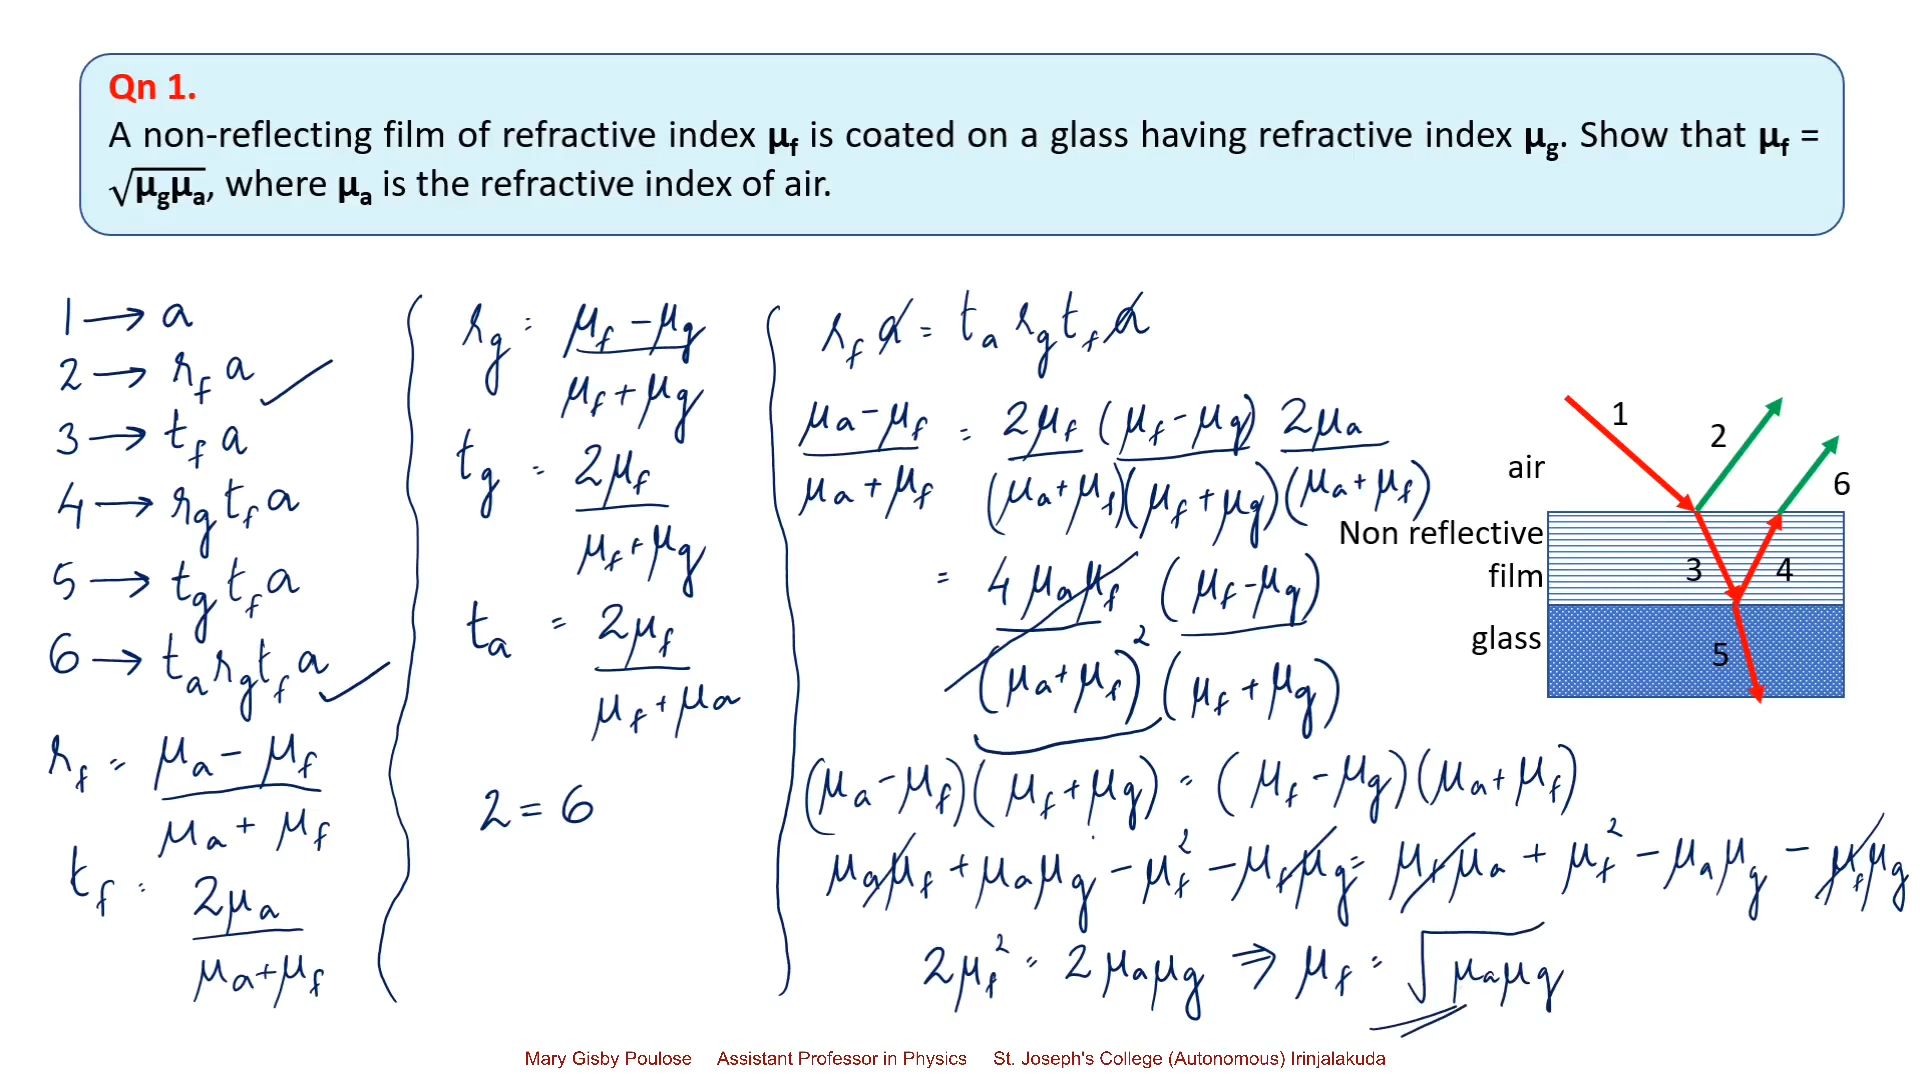 Qn 1.
A non-reflecting film of refractive index μf is coated on a glass having refractive index μg. Show that μf =
√μgμa, where μa is the refractive index of air.
1 → a
2 → rf a
3 → tf a
4 → rg tf a
5 → tg tf a
6 → ta rg tf a
rf = μa - μf
μa + μf
tf = 2μa
μa + μf
rg = μf - μg
μf + μg
tg = 2μf
μf + μg
ta = 2μf
μf + μa
2 = 6
rf a = ta rg tf a
μa - μf = 2μf (μf - μg) 2μa
μa + μf (μa + μf)(μf + μg)(μa + μf)
= 4 μa μf (μf - μg)
(μa + μf)² (μf + μg)
(μa - μf)(μf + μg) = (μf - μg)(μa + μf)
μaμf + μaμg - μf² - μfμg = μfμa + μf² - μaμg - μfμg
2μf² = 2μaμg ⇒ μf = √μaμg
1
2
air
6
Non reflective
film
3
4
glass
5
Mary Gisby Poulose Assistant Professor in Physics St. Joseph's College (Autonomous) Irinjalakuda